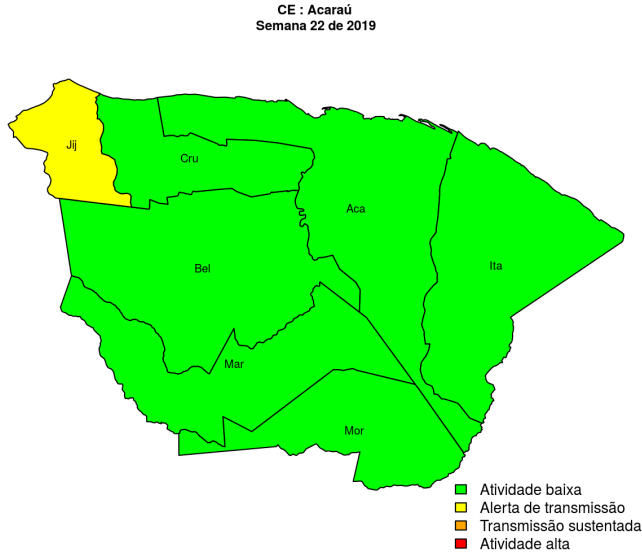 CE : Acaraú
Semana 22 de 2019
Jij
Cru
Aca
Bel
Ita
Mar
Mor
Atividade baixa
Alerta de transmissão
Transmissão sustentada
Atividade alta